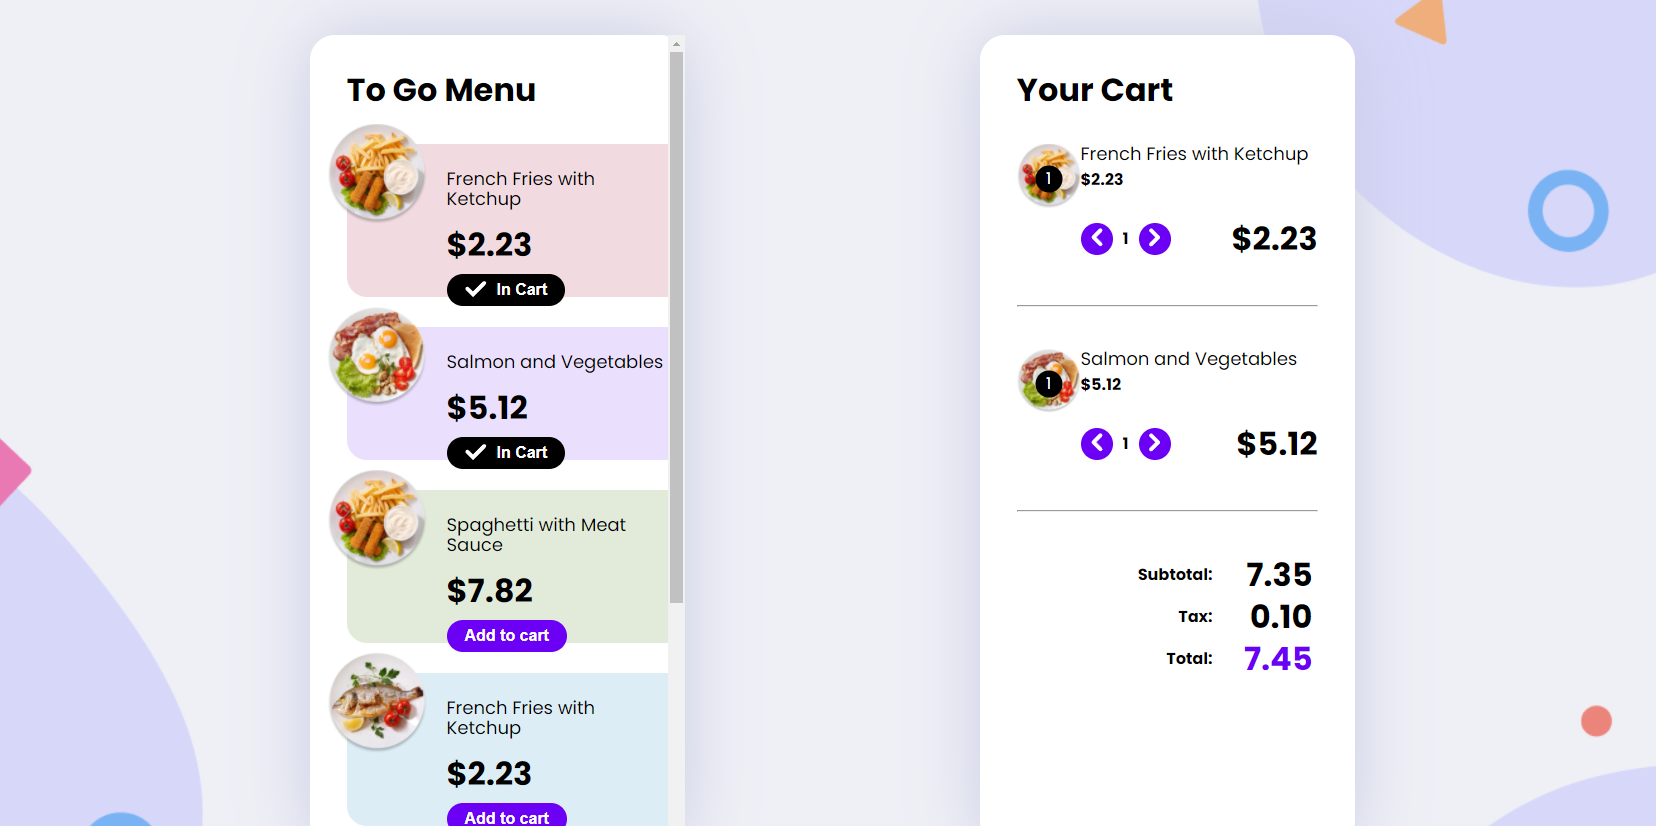 To Go Menu
French Fries with
Ketchup
$2.23
In Cart
Salmon and Vegetables
$5.12
In Cart
Spaghetti with Meat
Sauce
$7.82
Add to cart
French Fries with
Ketchup
$2.23
Add to cart
Your Cart
French Fries with Ketchup
1
$2.23
1
$2.23
Salmon and Vegetables
1
$5.12
1
$5.12
Subtotal: 7.35
Tax: 0.10
Total: 7.45